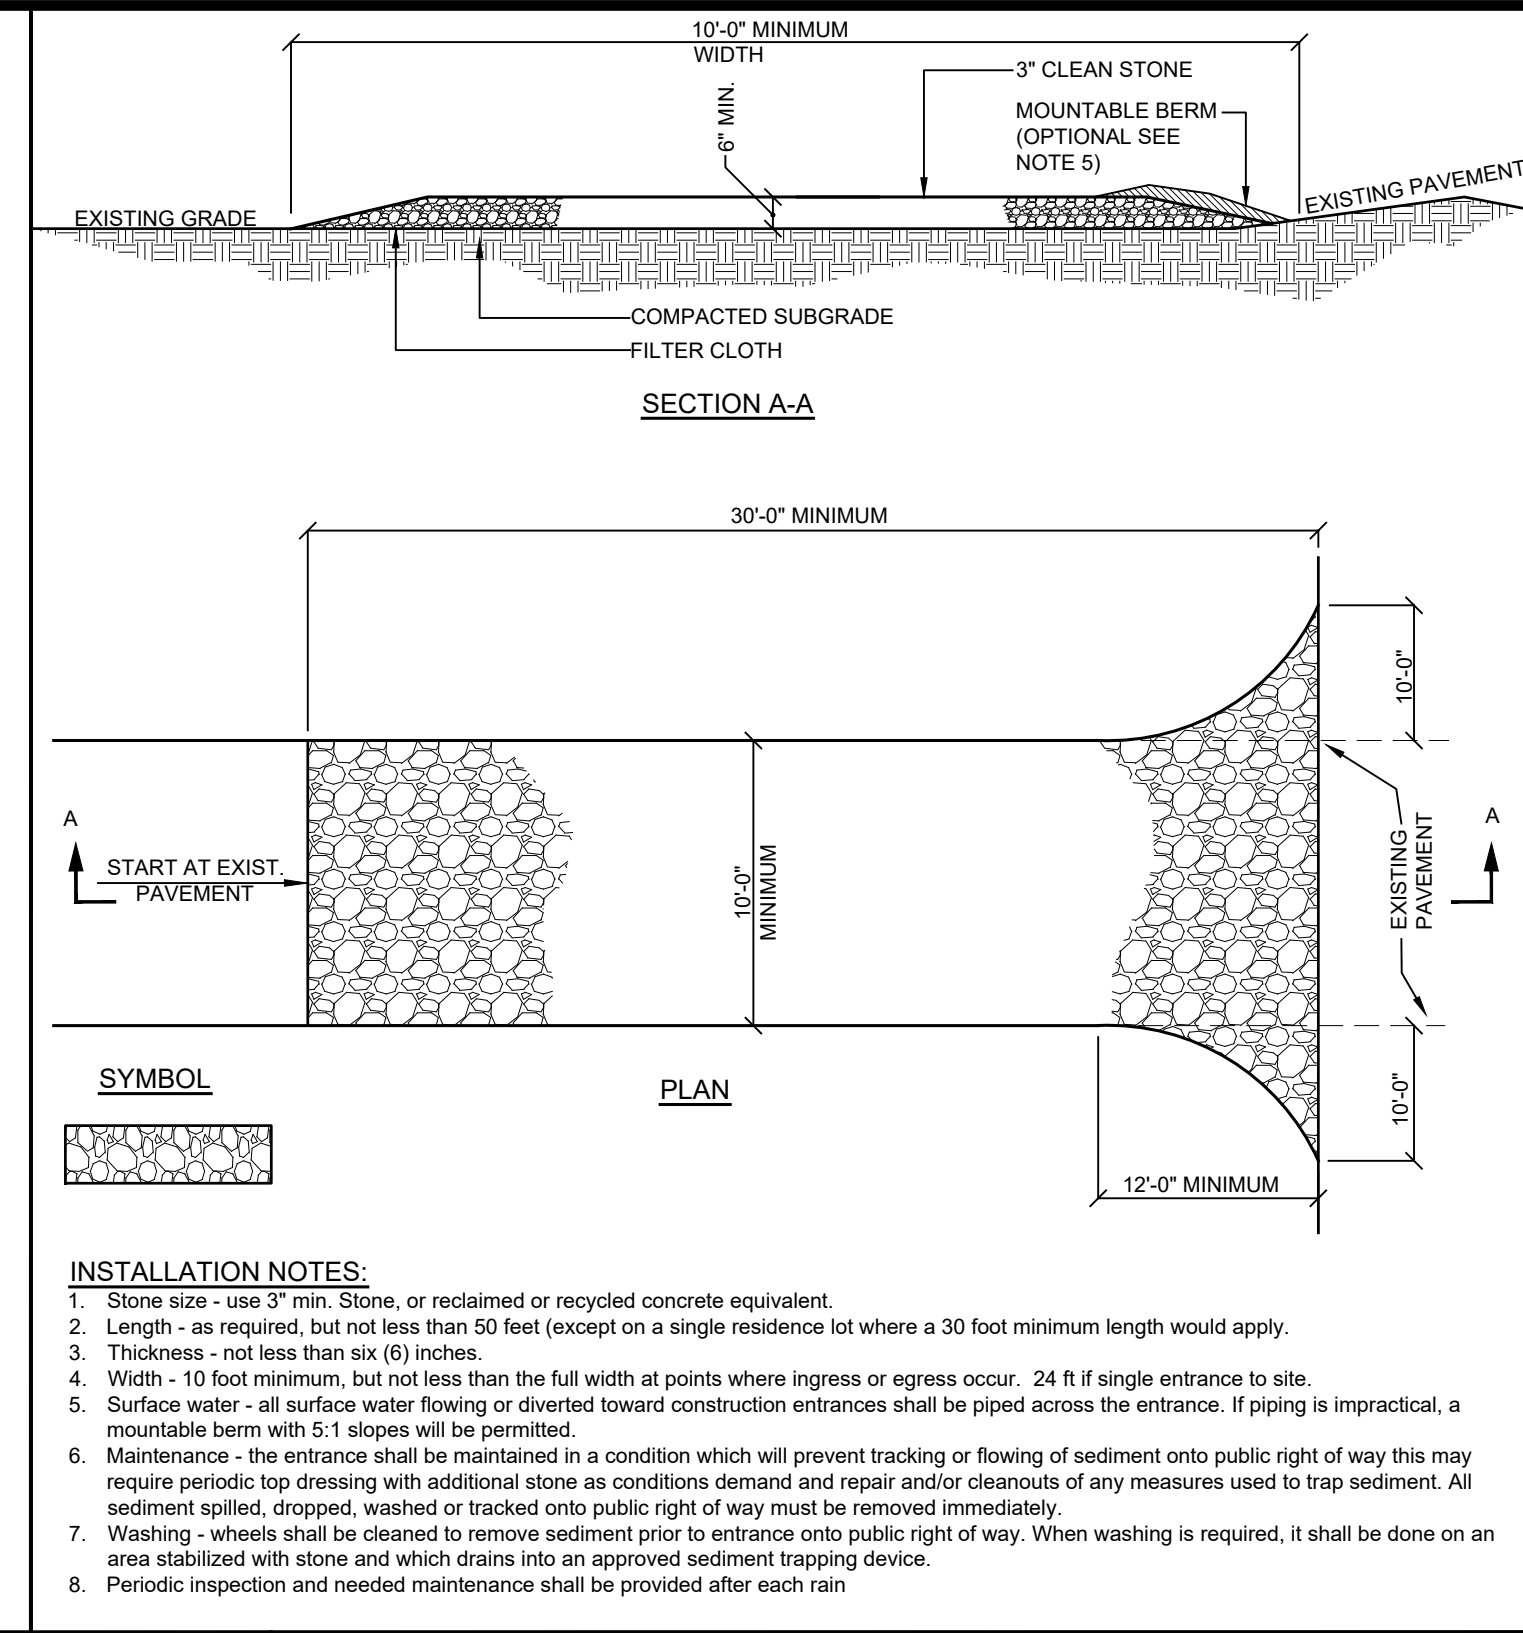 10'-0" MINIMUM
WIDTH
6" MIN.
3" CLEAN STONE
MOUNTABLE BERM
(OPTIONAL SEE
NOTE 5)
EXISTING GRADE
EXISTING PAVEMENT
COMPACTED SUBGRADE
FILTER CLOTH
SECTION A-A
30'-0" MINIMUM
10'-0"
A
START AT EXIST.
PAVEMENT
10'-0"
MINIMUM
EXISTING
PAVEMENT
A
10'-0"
12'-0" MINIMUM
SYMBOL
PLAN
INSTALLATION NOTES:
1. Stone size - use 3" min. Stone, or reclaimed or recycled concrete equivalent.
2. Length - as required, but not less than 50 feet (except on a single residence lot where a 30 foot minimum length would apply.
3. Thickness - not less than six (6) inches.
4. Width - 10 foot minimum, but not less than the full width at points where ingress or egress occur. 24 ft if single entrance to site.
5. Surface water - all surface water flowing or diverted toward construction entrances shall be piped across the entrance. If piping is impractical, a
mountable berm with 5:1 slopes will be permitted.
6. Maintenance - the entrance shall be maintained in a condition which will prevent tracking or flowing of sediment onto public right of way this may
require periodic top dressing with additional stone as conditions demand and repair and/or cleanouts of any measures used to trap sediment. All
sediment spilled, dropped, washed or tracked onto public right of way must be removed immediately.
7. Washing - wheels shall be cleaned to remove sediment prior to entrance onto public right of way. When washing is required, it shall be done on an
area stabilized with stone and which drains into an approved sediment trapping device.
8. Periodic inspection and needed maintenance shall be provided after each rain